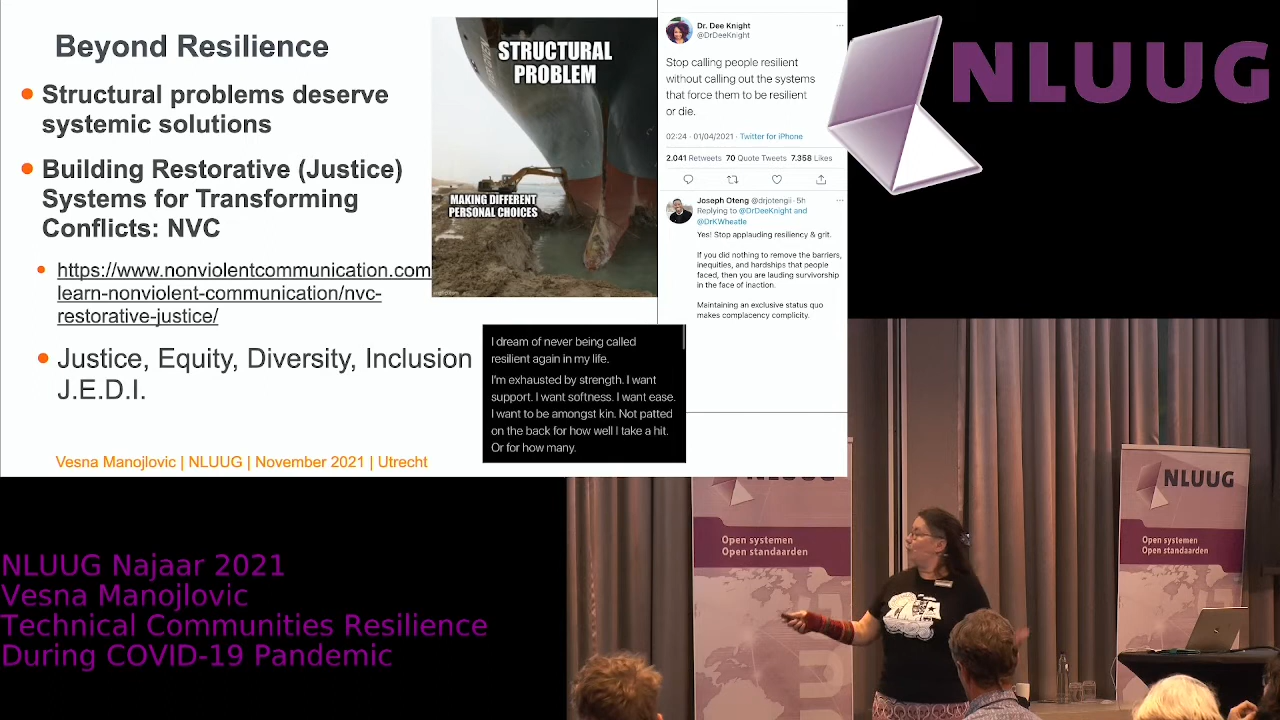 Beyond Resilience
Structural problems deserve
systemic solutions
Building Restorative (Justice)
Systems for Transforming
Conflicts: NVC
https://www.nonviolentcommunication.com
learn-nonviolent-communication/nvc-
restorative-justice/
Justice, Equity, Diversity, Inclusion
J.E.D.I.
Vesna Manojlovic | NLUUG | November 2021 | Utrecht
STRUCTURAL
PROBLEM
MAKING DIFFERENT
PERSONAL CHOICES
Dr. Dee Knight
@DrDeeKnight
Stop calling people resilient
without calling out the systems
that force them to be resilient
or die.
02:24 · 01/04/2021 · Twitter for iPhone
2.041 Retweets 70 Quote Tweets 7.358 Likes
Joseph Oteng @drjotengii · 5h
Replying to @DrDeeKnight and
@DrKWheatle
Yes! Stop applauding resiliency & grit.
If you did nothing to remove the barriers,
inequities, and hardships that people
faced, then you are lauding survivorship
in the face of inaction.
Maintaining an exclusive status quo
makes complacency complicity.
I dream of never being called
resilient again in my life.
I'm exhausted by strength. I want
support. I want softness. I want ease.
I want to be amongst kin. Not patted
on the back for how well I take a hit.
Or for how many.
NLUUG
NLUUG Najaar 2021
Vesna Manojlovic
Technical Communities Resilience
During COVID-19 Pandemic
NLUUG
Open systemen
Open standaarden
NLUUG
Open systemen
Open standaarden